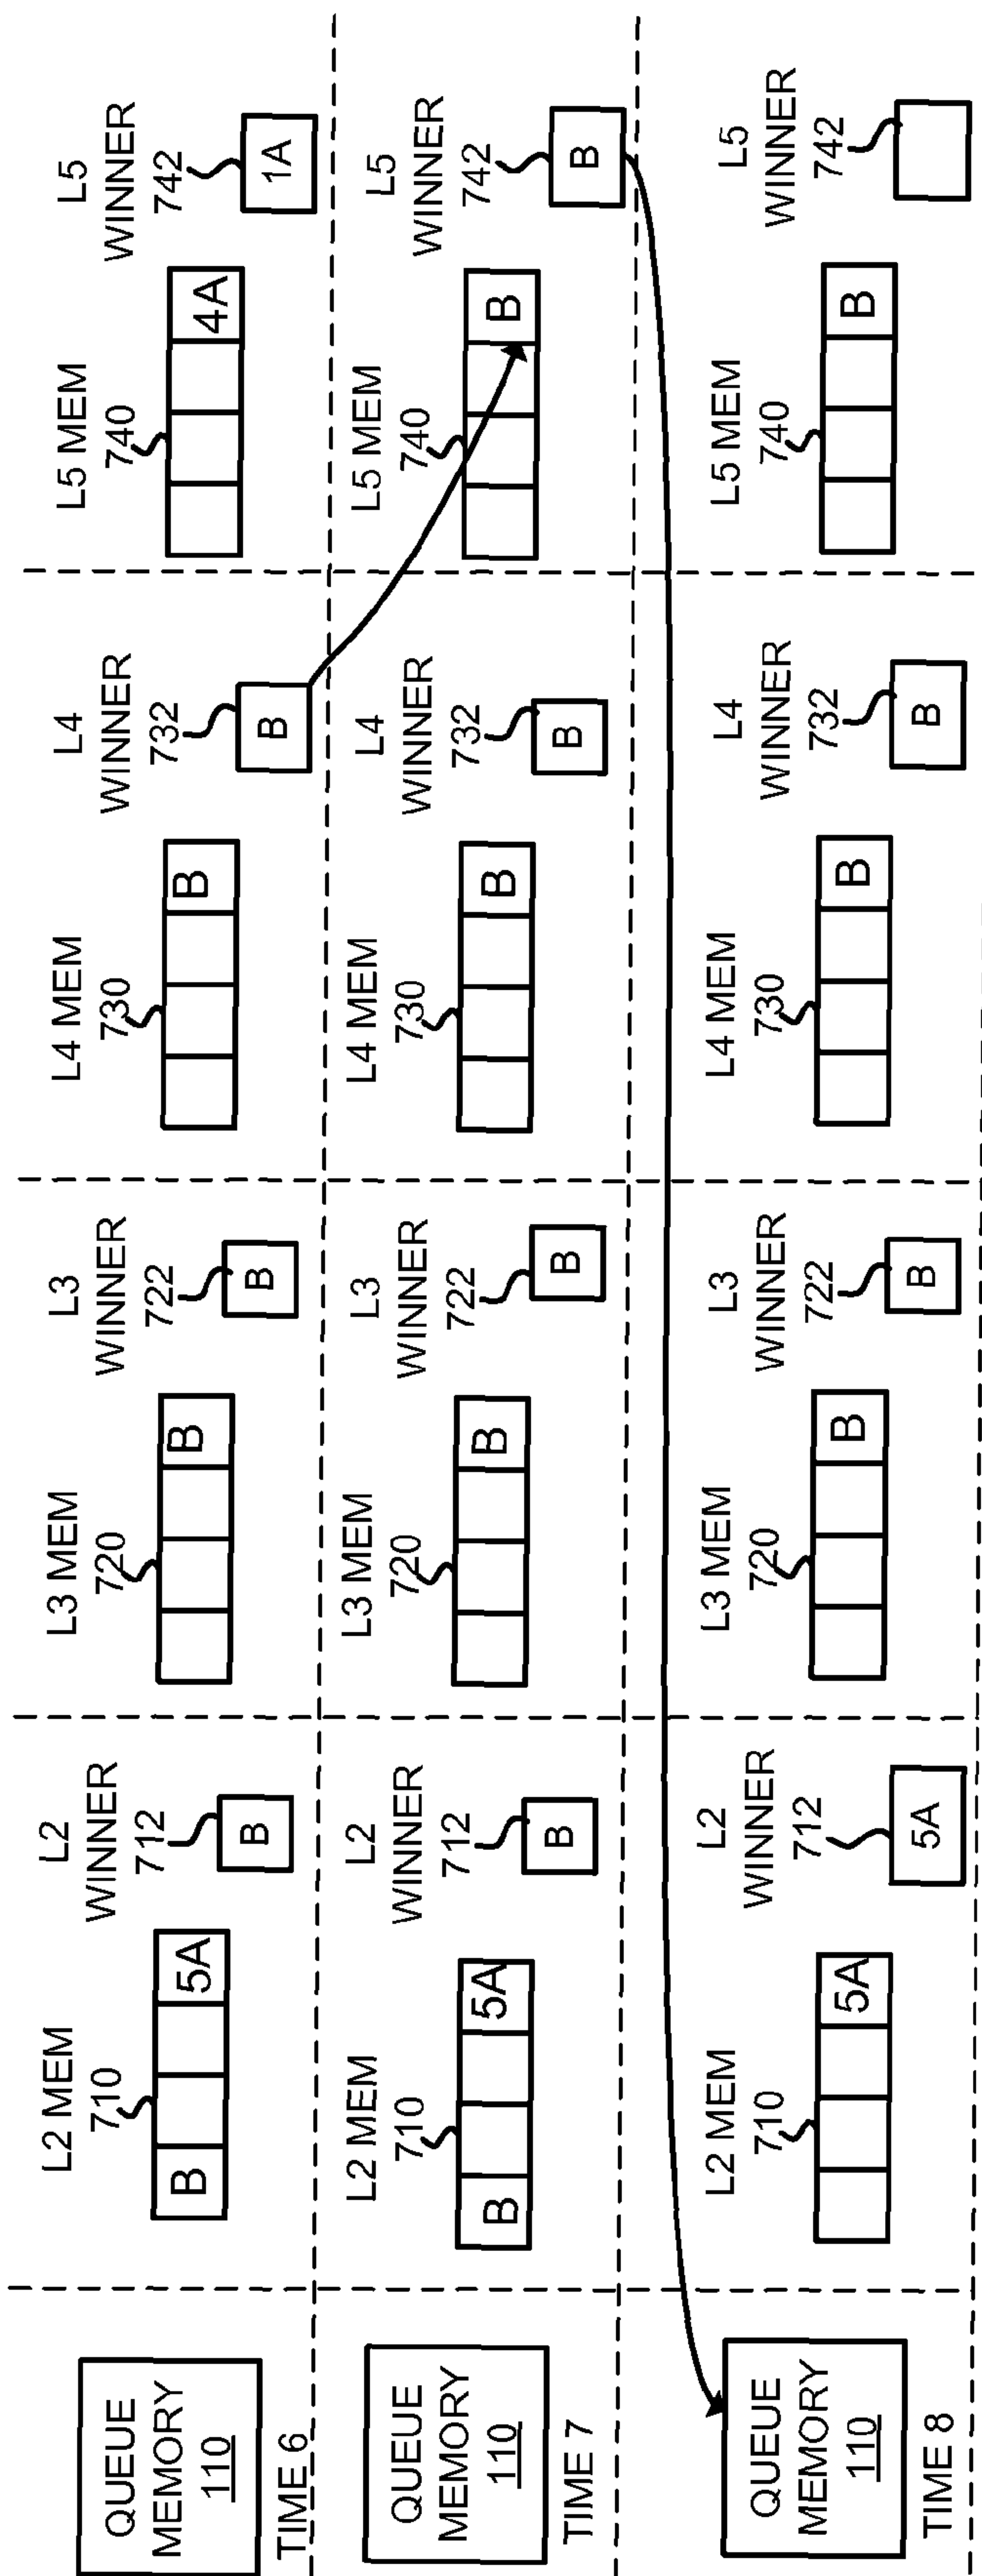 QUEUE
MEMORY
110
TIME 6
L2 MEM
710
B 5A
L2
WINNER
712
B
L3 MEM
720
B
L3
WINNER
722
B
L4 MEM
730
B
L4
WINNER
732
B
L5 MEM
740
4A
L5
WINNER
742
1A
QUEUE
MEMORY
110
TIME 7
L2 MEM
710
B 5A
L2
WINNER
712
B
L3 MEM
720
B
L3
WINNER
722
B
L4 MEM
730
B
L4
WINNER
732
B
L5 MEM
740
B
L5
WINNER
742
B
QUEUE
MEMORY
110
TIME 8
L2 MEM
710
5A
L2
WINNER
712
5A
L3 MEM
720
B
L3
WINNER
722
B
L4 MEM
730
B
L4
WINNER
732
B
L5 MEM
740
B
L5
WINNER
742